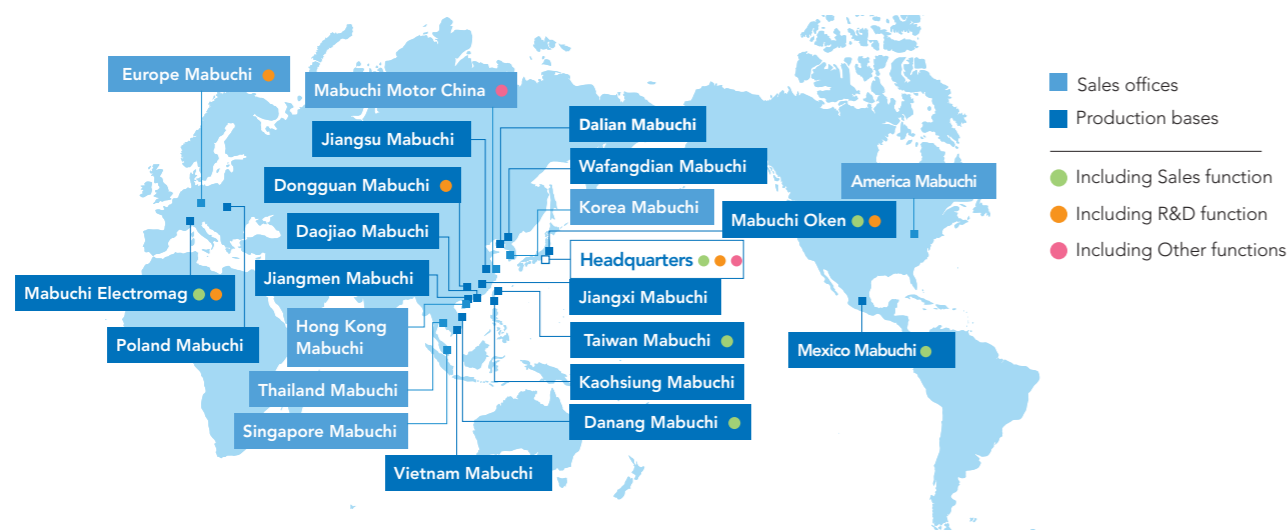 Europe Mabuchi
Mabuchi Motor China
Jiangsu Mabuchi
Dongguan Mabuchi
Daojiao Mabuchi
Jiangmen Mabuchi
Mabuchi Electromag
Poland Mabuchi
Hong Kong
Mabuchi
Thailand Mabuchi
Singapore Mabuchi
Vietnam Mabuchi
Dalian Mabuchi
Wafangdian Mabuchi
Korea Mabuchi
Mabuchi Oken
Headquarters
Jiangxi Mabuchi
Taiwan Mabuchi
Kaohsiung Mabuchi
Danang Mabuchi
America Mabuchi
Mexico Mabuchi
Sales offices
Production bases
Including Sales function
Including R&D function
Including Other functions